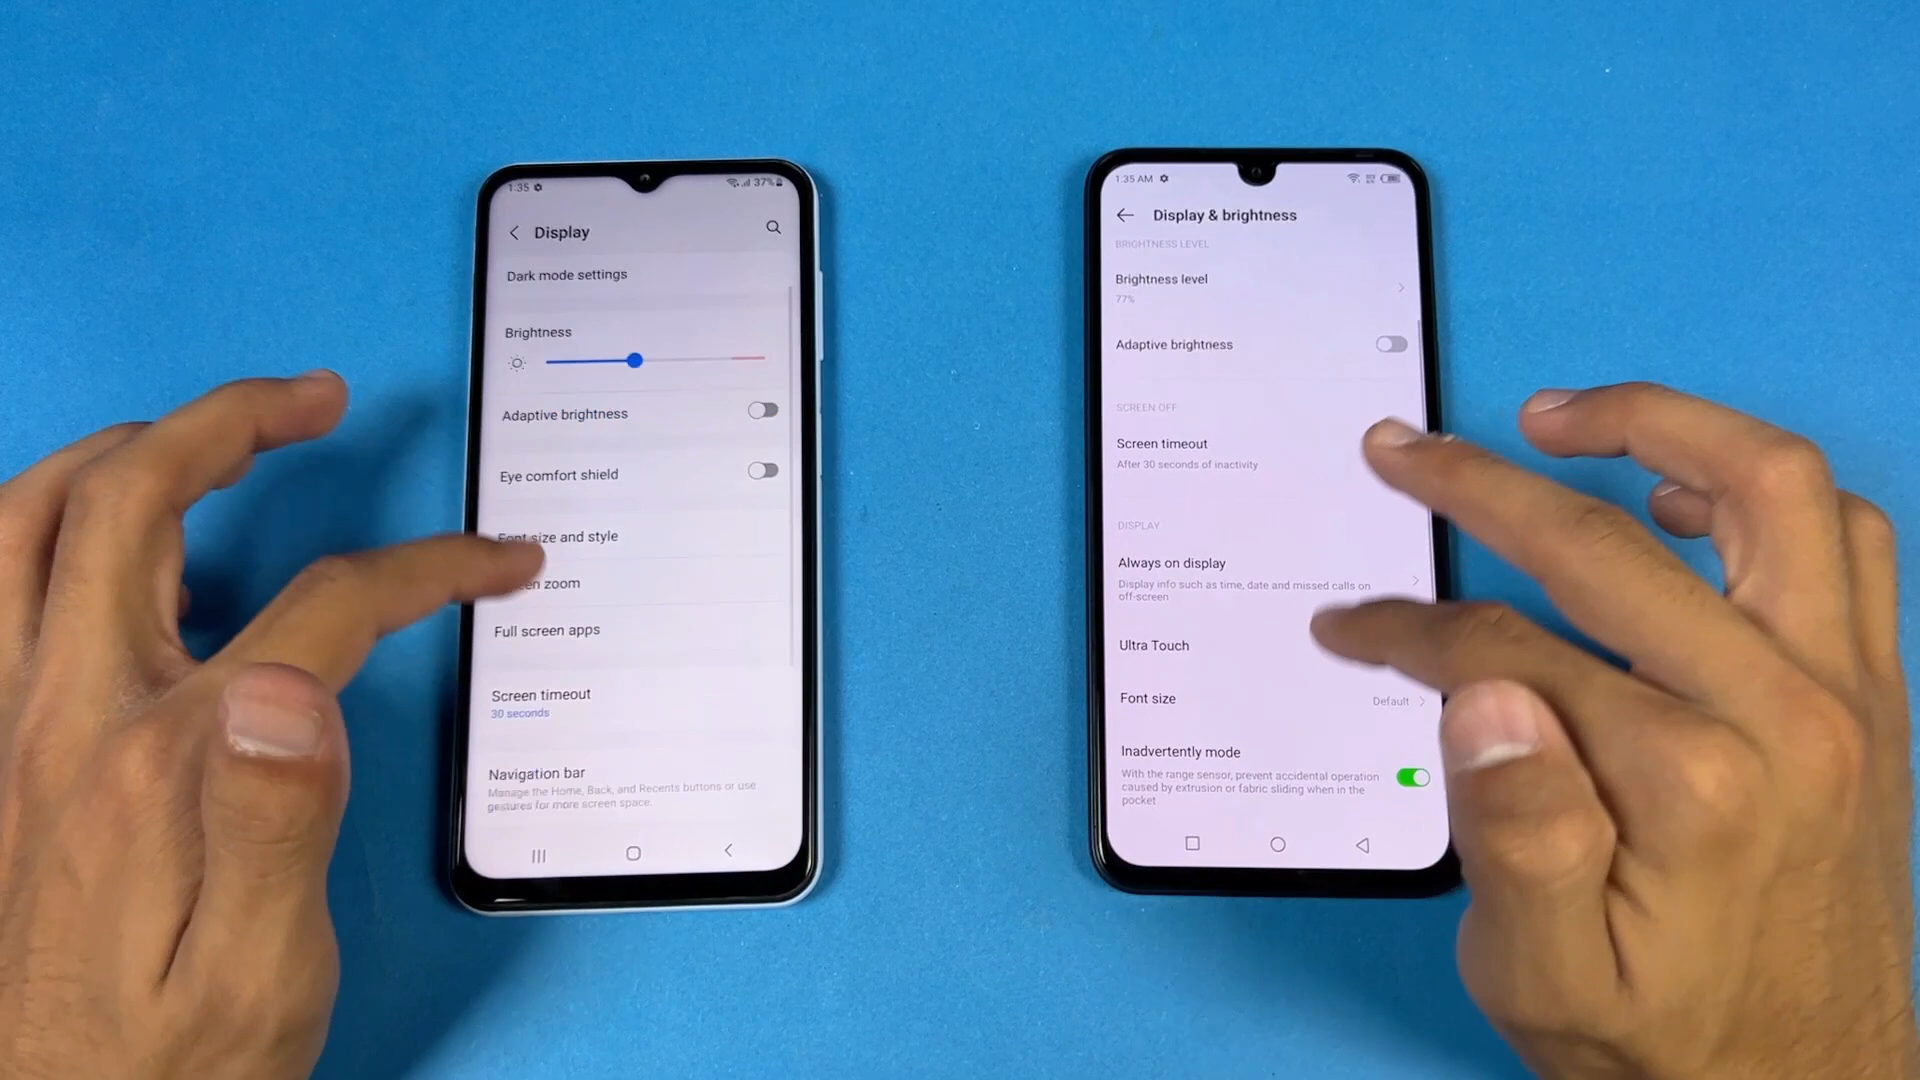 1:35
37%
Display
Dark mode settings
Brightness
Adaptive brightness
Eye comfort shield
Font size and style
en zoom
Full screen apps
Screen timeout
30 seconds
Navigation bar
Manage the Home, Back, and Recents buttons or use
gestures for more screen space.
1:35 AM
Display & brightness
BRIGHTNESS LEVEL
Brightness level
77%
Adaptive brightness
SCREEN OFF
Screen timeout
After 30 seconds of inactivity
DISPLAY
Always on display
Display info such as time, date and missed calls on
off-screen
Ultra Touch
Font size
Default
Inadvertently mode
With the range sensor, prevent accidental operation
caused by extrusion or fabric sliding when in the
pocket